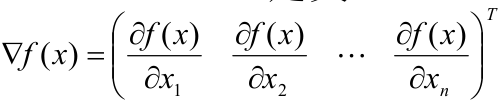 ∇f(x) = (∂f(x)/∂x₁ ∂f(x)/∂x₂ ⋯ ∂f(x)/∂xₙ)ᵀ